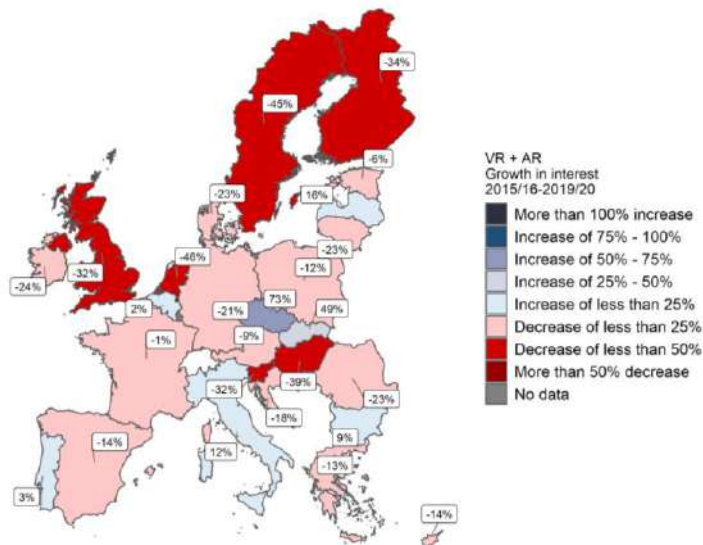 -34%
-45%
-6%
-23%
16%
-46%
-23%
-32%
-12%
-24%
2%
-21%
73%
49%
-1%
-9%
-32%
-39%
-18%
-23%
-14%
12%
9%
-13%
3%
-14%
VR + AR
Growth in interest
2015/16-2019/20
More than 100% increase
Increase of 75% - 100%
Increase of 50% - 75%
Increase of 25% - 50%
Increase of less than 25%
Decrease of less than 25%
Decrease of less than 50%
More than 50% decrease
No data